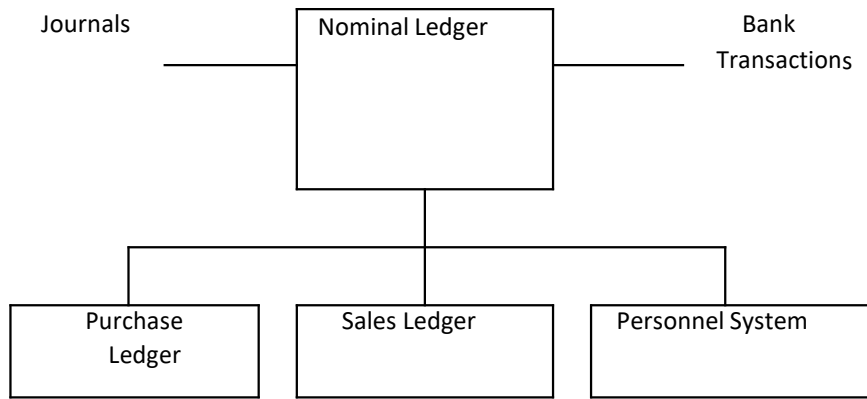 Journals
Nominal Ledger
Bank
Transactions
Purchase
Ledger
Sales Ledger
Personnel System